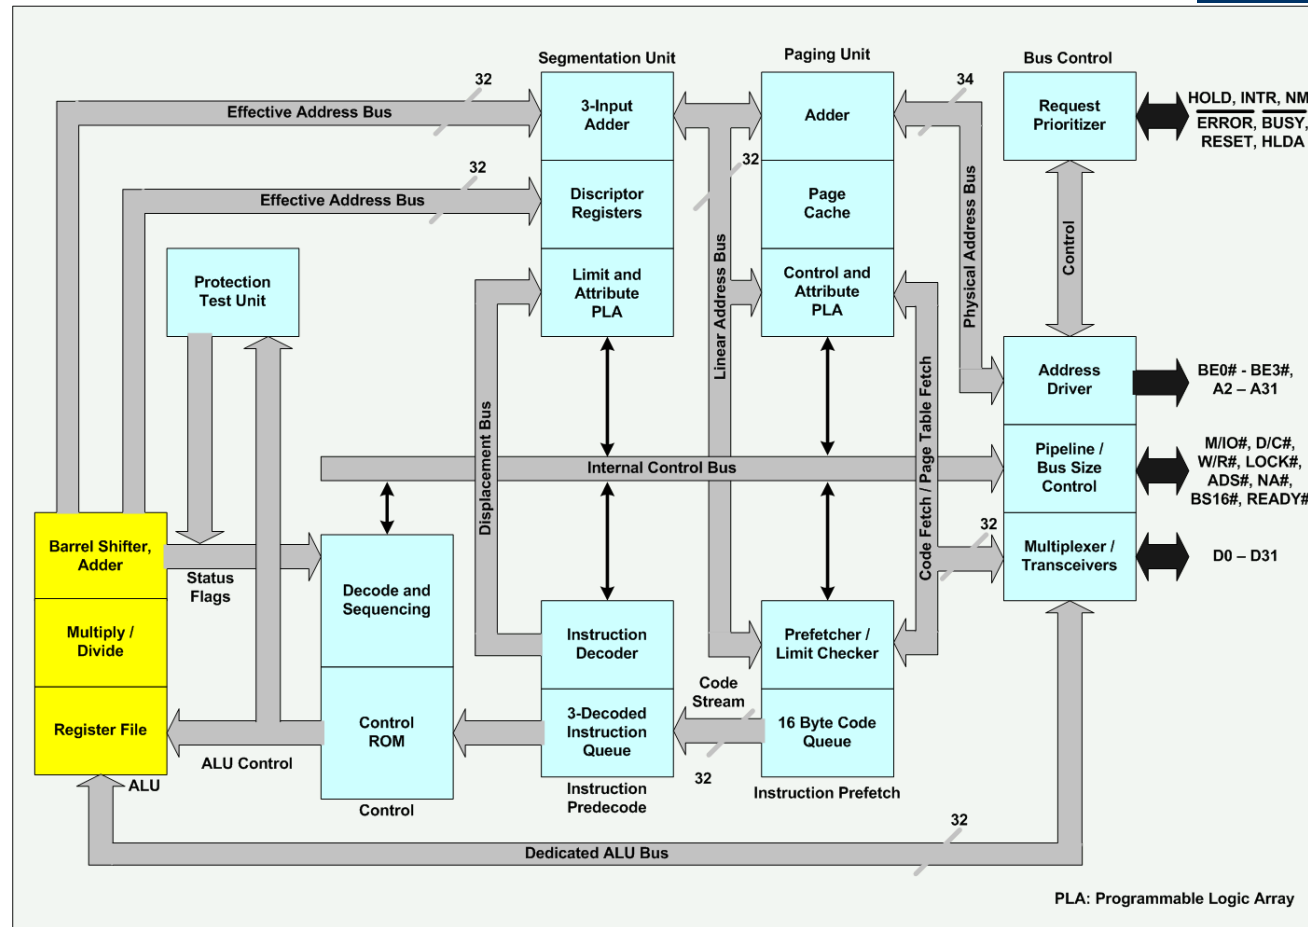 Segmentation Unit
Paging Unit
Bus Control
32
34
Effective Address Bus
3-Input
Adder
Adder
Request
Prioritizer
HOLD, INTR, NM
ERROR, BUSY,
RESET, HLDA
32
32
Effective Address Bus
Discriptor
Registers
Page
Cache
Physical Address Bus
Control
Protection
Test Unit
Limit and
Attribute
PLA
Linear Address Bus
Control and
Attribute
PLA
Address
Driver
BE0# - BE3#,
A2 – A31
Displacement Bus
Internal Control Bus
Code Fetch / Page Table Fetch
Pipeline /
Bus Size
Control
M/IO#, D/C#,
W/R#, LOCK#,
ADS#, NA#,
BS16#, READY#
Barrel Shifter,
Adder
Status
Flags
Decode and
Sequencing
32
Multiplexer /
Transceivers
D0 – D31
Multiply /
Divide
Instruction
Decoder
Prefetcher /
Limit Checker
Register File
ALU Control
Control
ROM
3-Decoded
Instruction
Queue
Code
Stream
32
16 Byte Code
Queue
ALU
Control
Instruction
Predecode
Instruction Prefetch
32
Dedicated ALU Bus
PLA: Programmable Logic Array